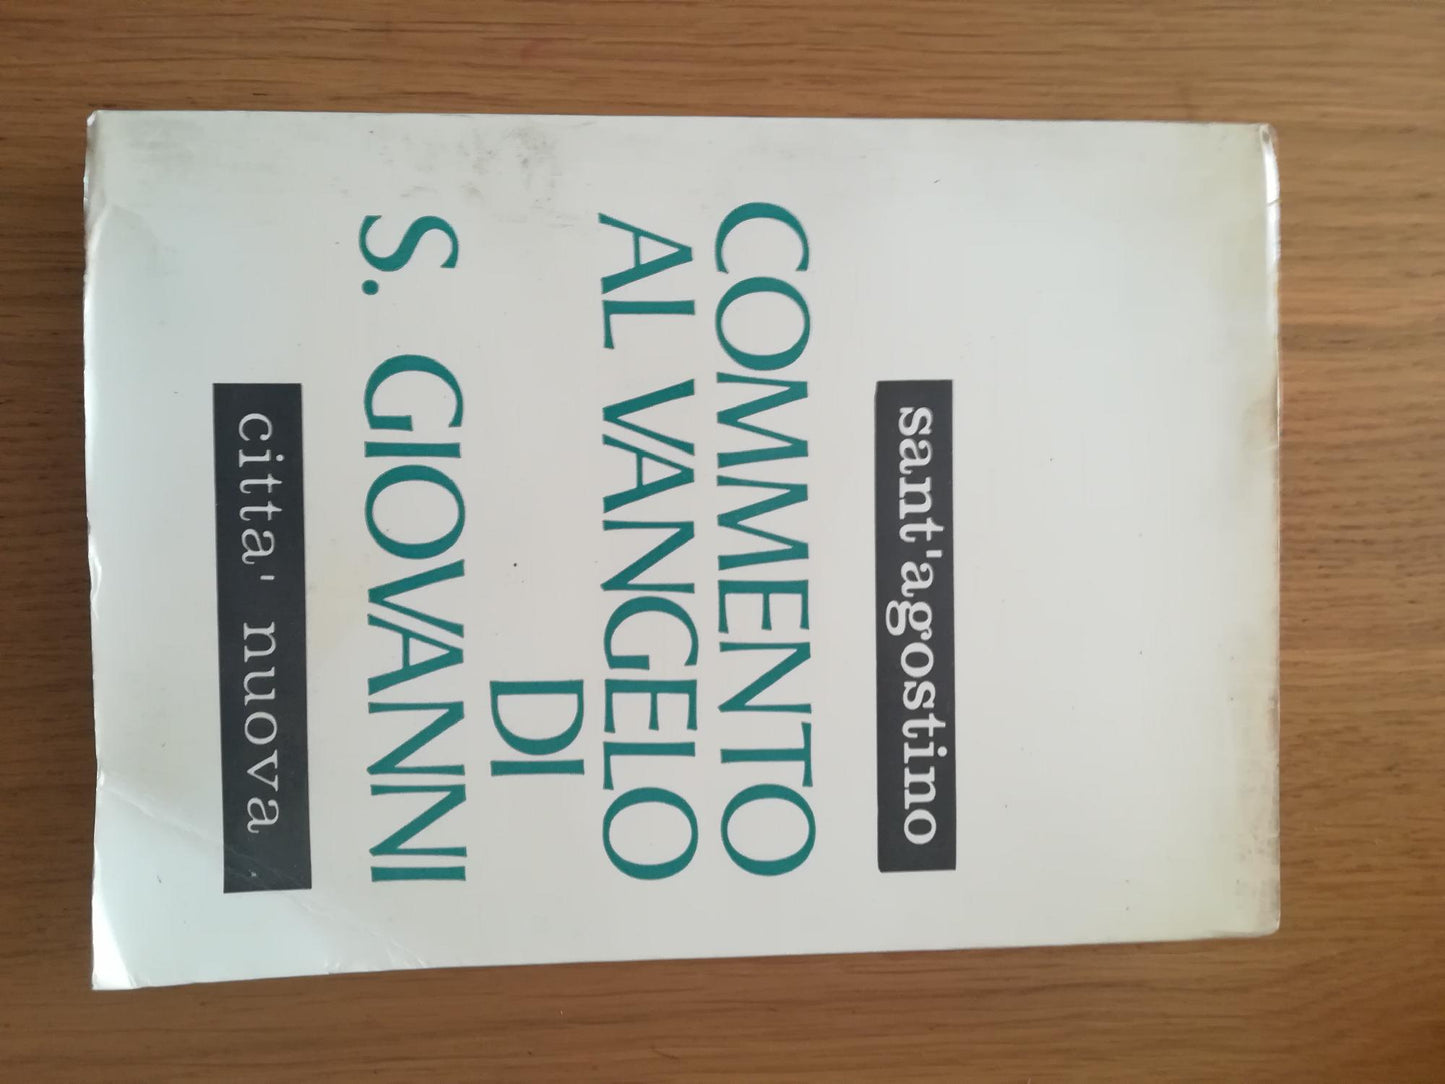 sant'agostino
COMMENTO
AL VANGELO
DI
S. GIOVANNI
citta' nuova